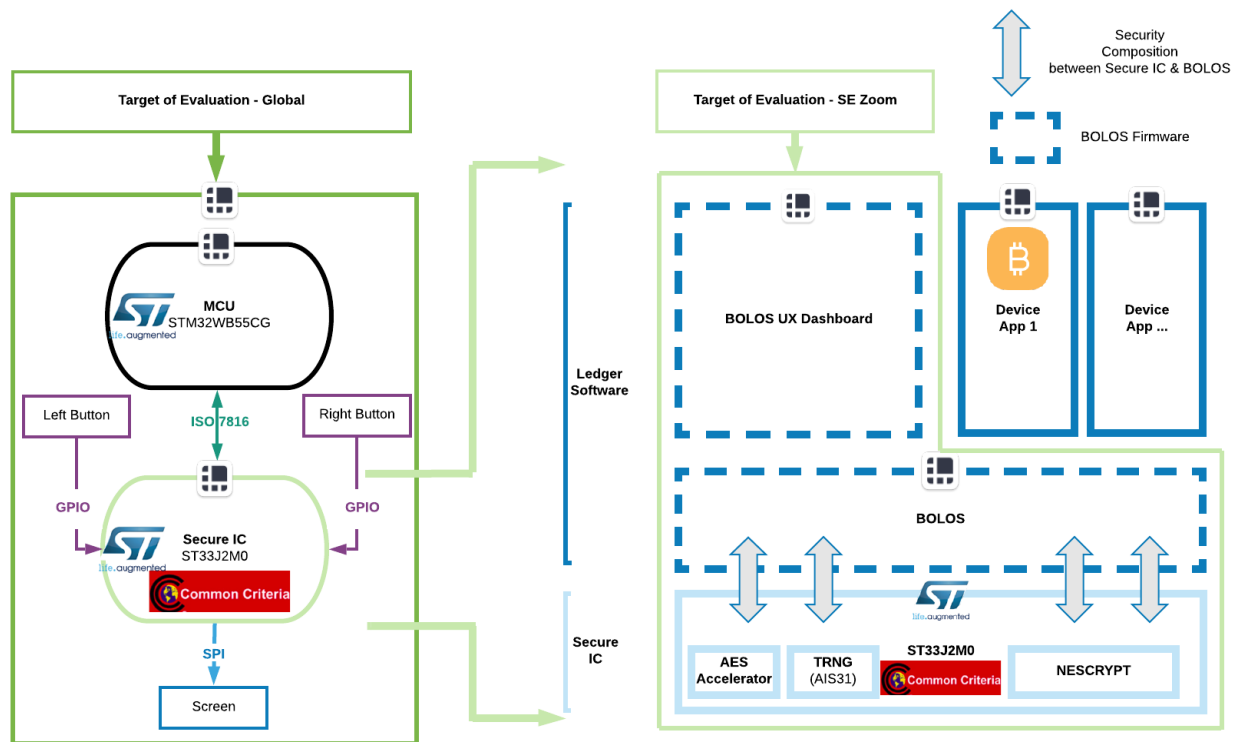 Target of Evaluation - Global
MCU
STM32WB55CG
ST
life.augmented
Left Button
Right Button
ISO 7816
GPIO
GPIO
Secure IC
ST33J2M0
ST
life.augmented
Common Criteria
SPI
Screen
Ledger
Software
Secure
IC
Target of Evaluation - SE Zoom
Security
Composition
between Secure IC & BOLOS
BOLOS Firmware
BOLOS UX Dashboard
Device
App 1
Device
App ...
BOLOS
ST
life.augmented
AES
Accelerator
TRNG
(AIS31)
ST33J2M0
Common Criteria
NESCRYPT